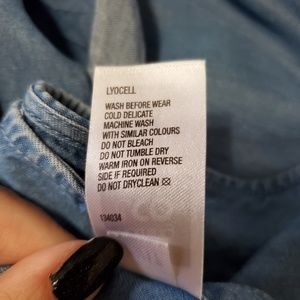 LYOCELL
WASH BEFORE WEAR
COLD DELICATE
MACHINE WASH
WITH SIMILAR COLOURS
DO NOT BLEACH
DO NOT TUMBLE DRY
WARM IRON ON REVERSE
SIDE IF REQUIRED
DO NOT DRYCLEAN
134034